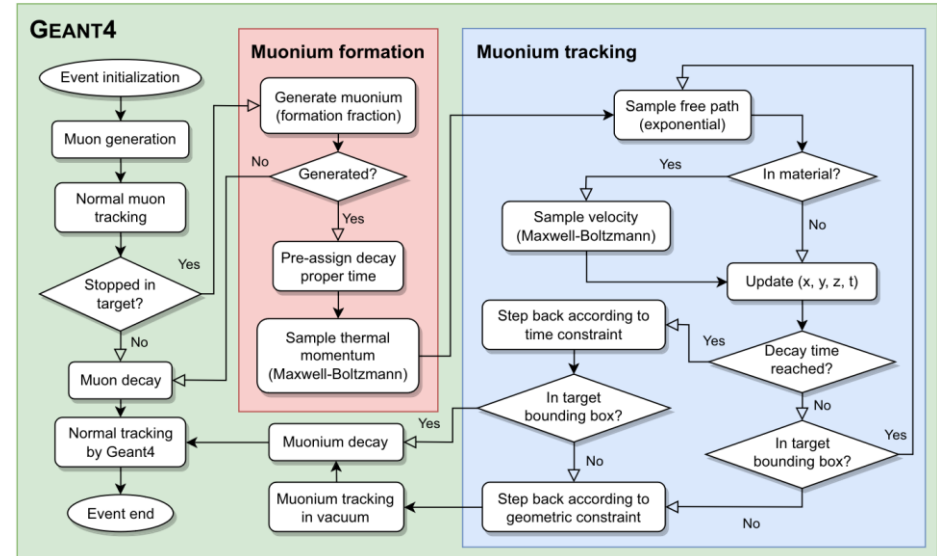 GEANT4
Event initialization
Muon generation
Normal muon
tracking
Stopped in
target?
Yes
No
Muon decay
Normal tracking
by Geant4
Event end
Muonium formation
Generate muonium
(formation fraction)
No
Generated?
Yes
Pre-assign decay
proper time
Sample thermal
momentum
(Maxwell-Boltzmann)
Muonium tracking
Sample free path
(exponential)
Yes
In material?
Sample velocity
(Maxwell-Boltzmann)
No
Update (x, y, z, t)
Step back according to
time constraint
Yes
Decay time
reached?
No
In target
bounding box?
Yes
No
In target
bounding box?
Yes
No
Step back according to
geometric constraint
Muonium decay
Muonium tracking
in vacuum